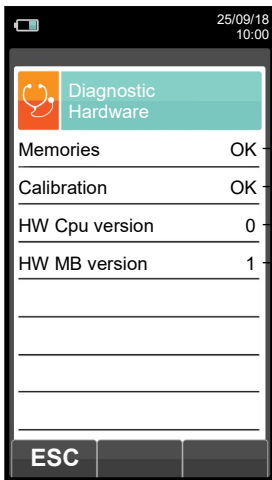 25/09/18
10:00
Diagnostic
Hardware
Memories OK
Calibration OK
HW Cpu version 0
HW MB version 1
ESC